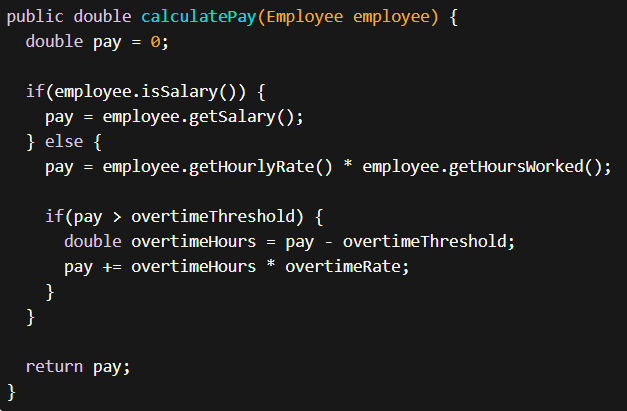 public double calculatePay(Employee employee) {
  double pay = 0;

  if(employee.isSalary()) {
    pay = employee.getSalary();
  } else {
    pay = employee.getHourlyRate() * employee.getHoursWorked();

    if(pay > overtimeThreshold) {
      double overtimeHours = pay - overtimeThreshold;
      pay += overtimeHours * overtimeRate;
    }
  }

  return pay;
}